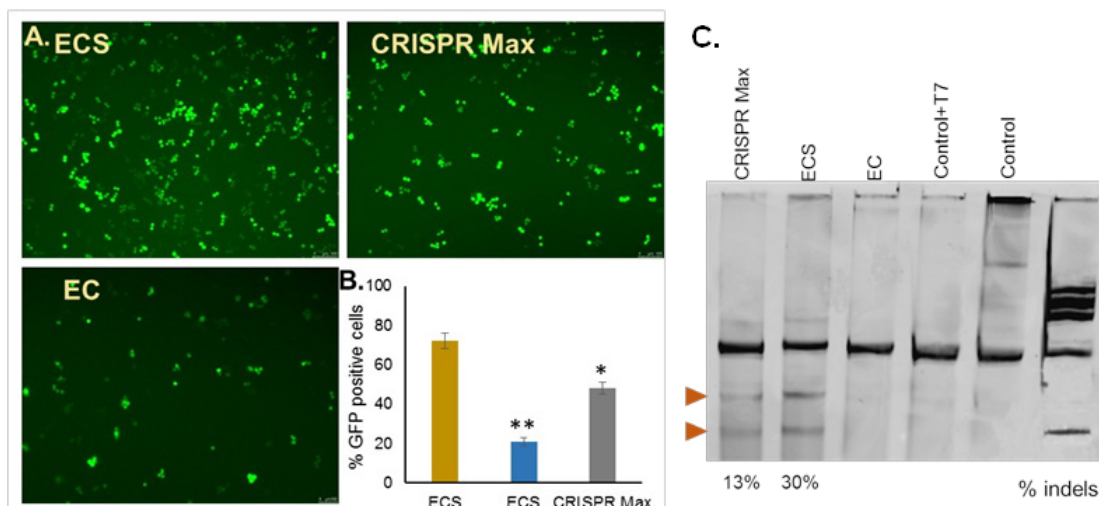 A. ECS
CRISPR Max
EC
B.
% GFP positive cells
100
80
60
40
20
0
**
*
ECS
ECS
CRISPR Max
C.
CRISPR Max
ECS
EC
Control+T7
Control
13%
30%
% indels